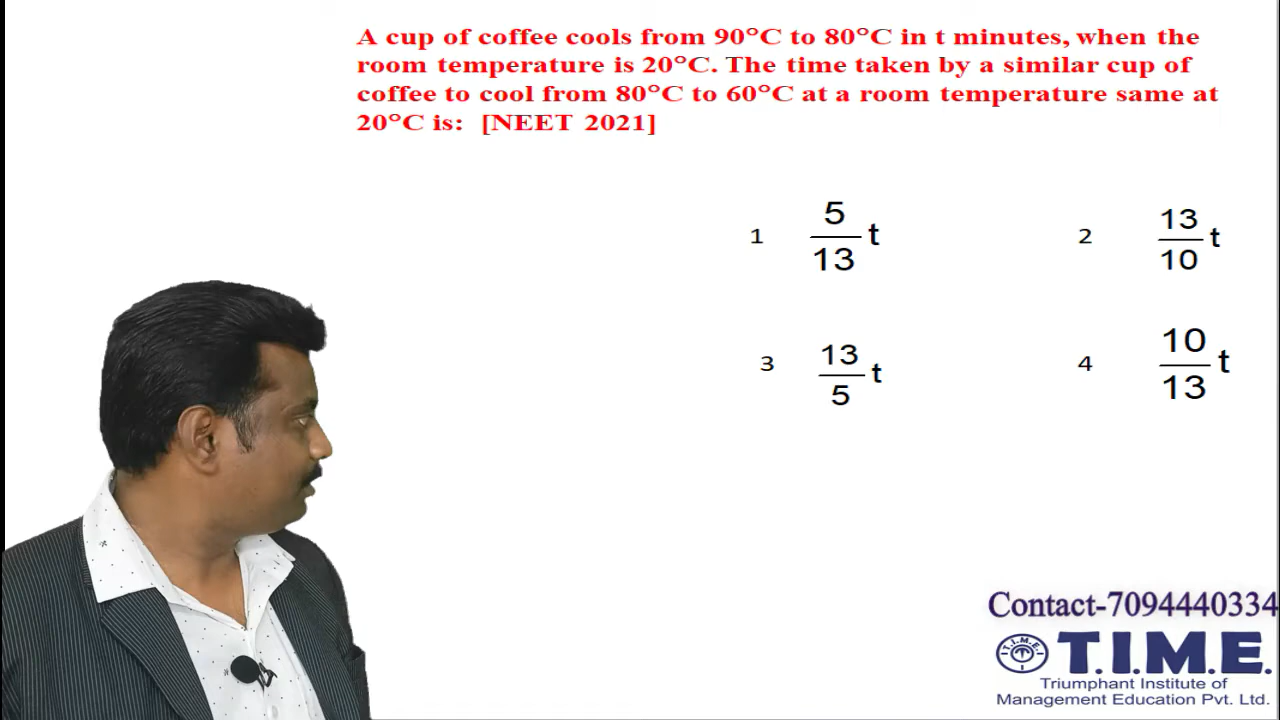 A cup of coffee cools from 90°C to 80°C in t minutes, when the
room temperature is 20°C. The time taken by a similar cup of
coffee to cool from 80°C to 60°C at a room temperature same at
20°C is: [NEET 2021]
1 5/13 t
2 13/10 t
3 13/5 t
4 10/13 t
Contact-7094440334
T.I.M.E.
T.I.M.E.
Triumphant Institute of
Management Education Pvt. Ltd.